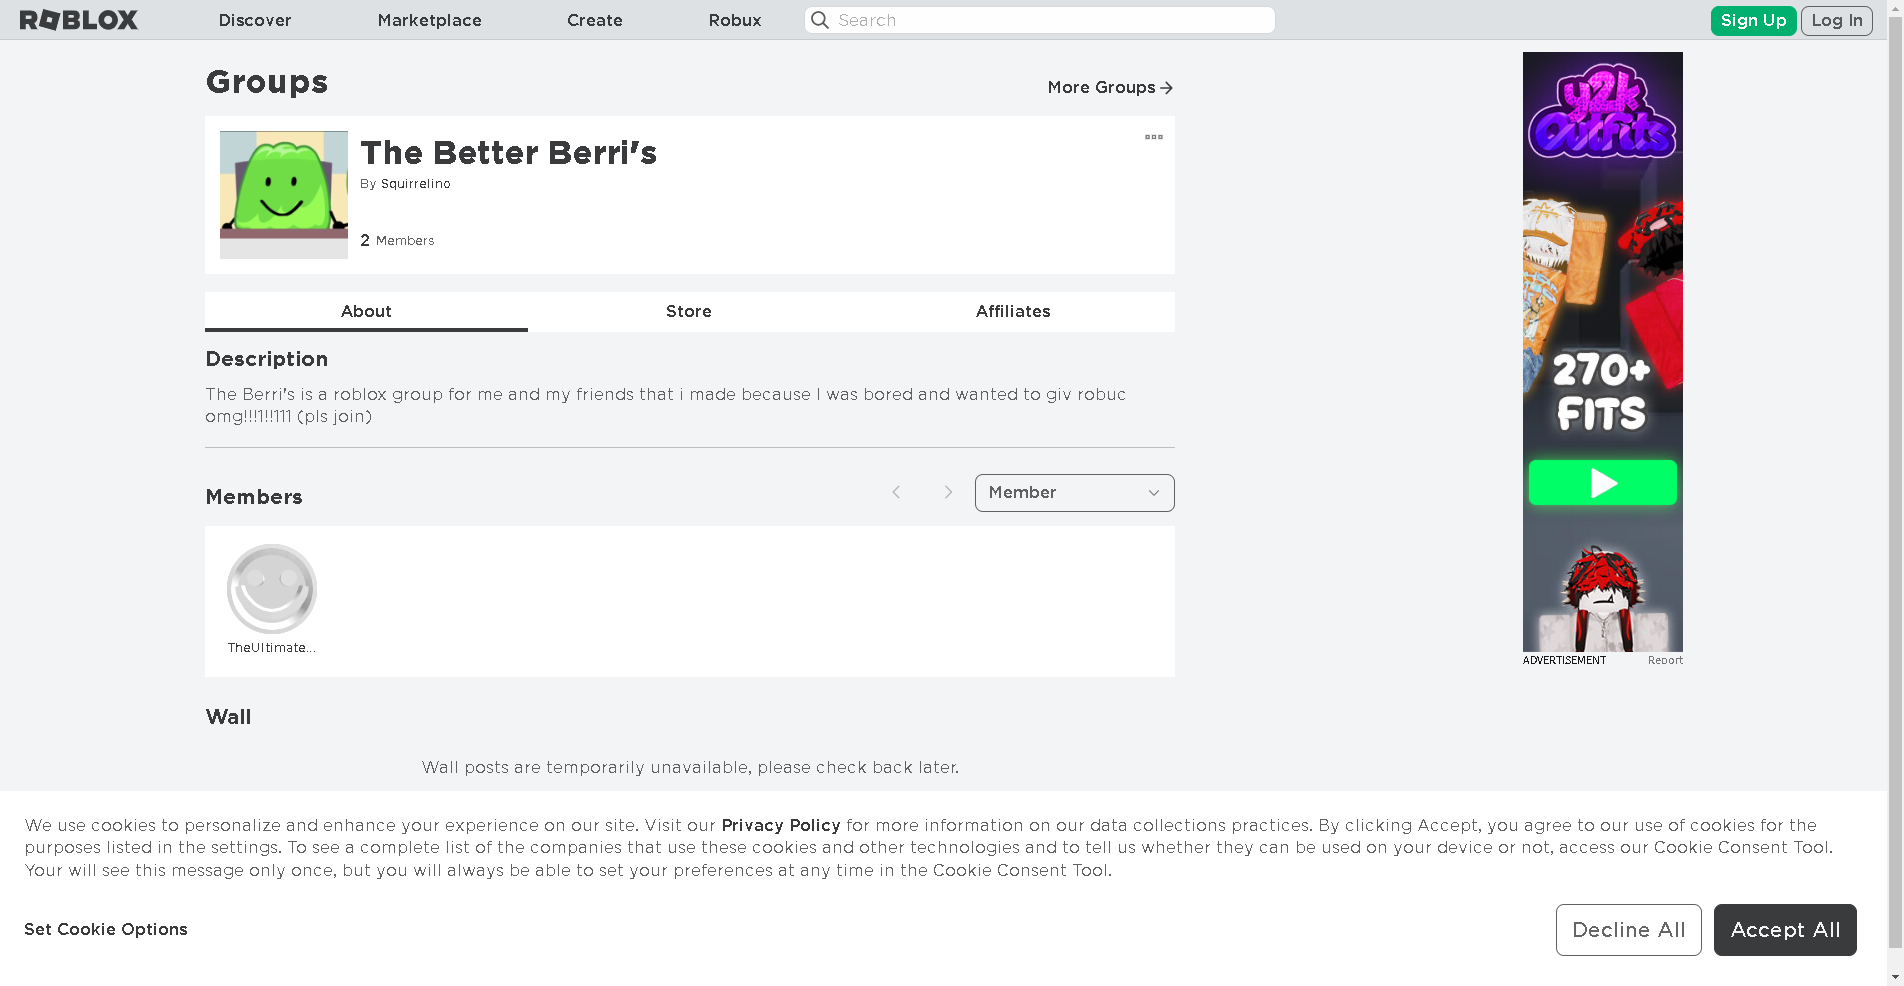 ROBLOX
Discover
Marketplace
Create
Robux
Search
Sign Up
Log In
Groups
More Groups
The Better Berri's
By Squirrelino
2 Members
About
Store
Affiliates
Description
The Berri's is a roblox group for me and my friends that i made because I was bored and wanted to giv robuc
omg!!!1!!111 (pls join)
Members
Member
TheUltimate...
Wall
Wall posts are temporarily unavailable, please check back later.
y2k
Outfits
270+
FITS
ADVERTISEMENT
Report
We use cookies to personalize and enhance your experience on our site. Visit our Privacy Policy for more information on our data collections practices. By clicking Accept, you agree to our use of cookies for the
purposes listed in the settings. To see a complete list of the companies that use these cookies and other technologies and to tell us whether they can be used on your device or not, access our Cookie Consent Tool.
Your will see this message only once, but you will always be able to set your preferences at any time in the Cookie Consent Tool.
Set Cookie Options
Decline All
Accept All